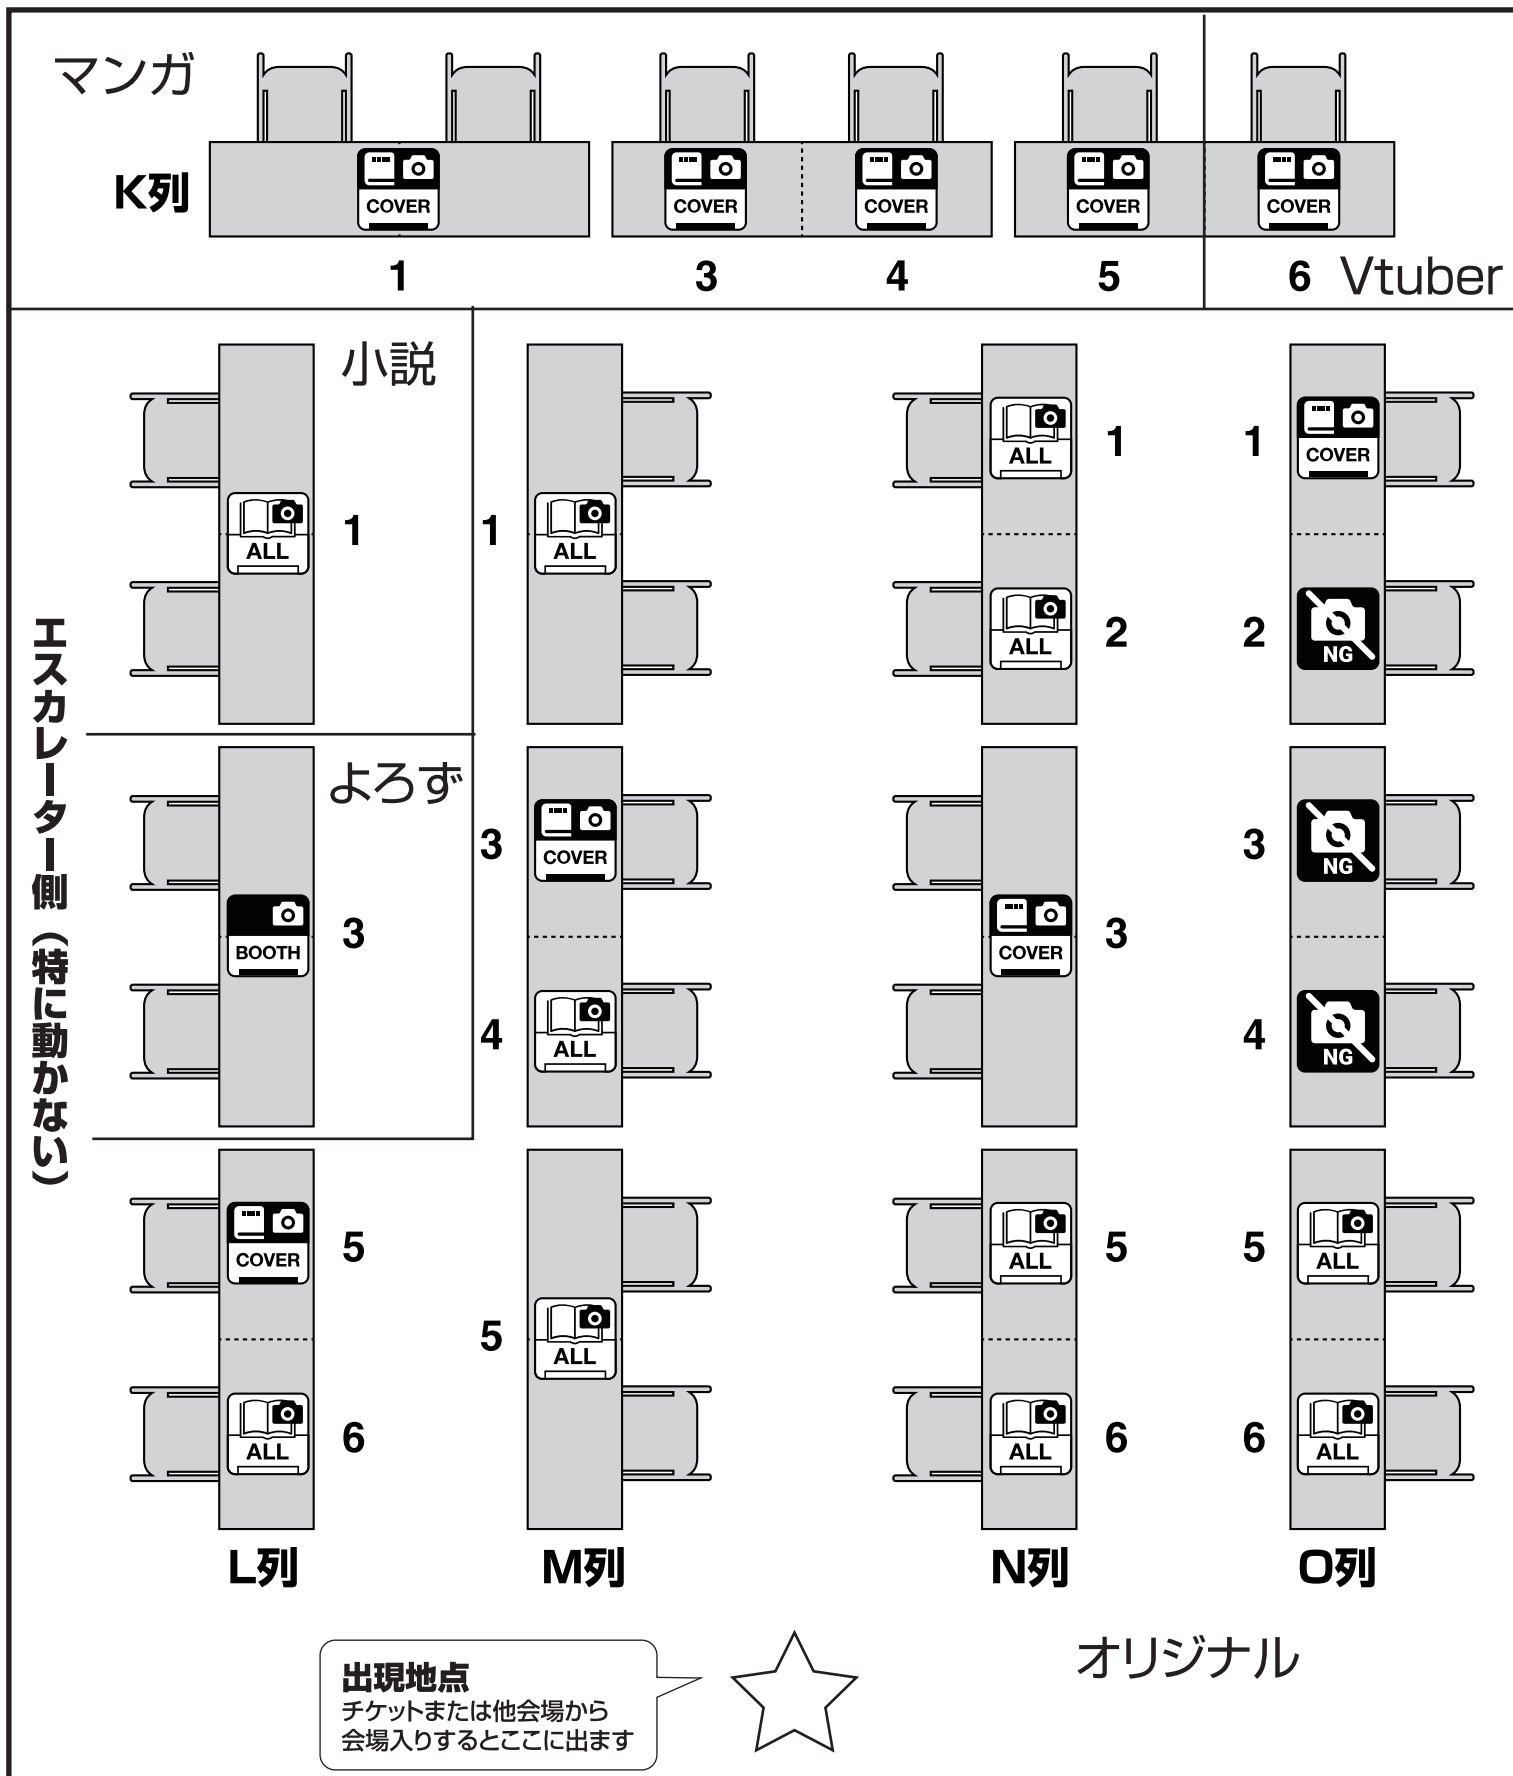 マンガ
K列
COVER
COVER
COVER
COVER
COVER
1
3
4
5
6
Vtuber
小説
ALL
1
よろず
BOOTH
3
COVER
5
ALL
6
L列
1
ALL
3
COVER
4
ALL
5
ALL
M列
ALL
1
ALL
2
COVER
3
ALL
5
ALL
6
N列
1
COVER
2
NG
3
NG
4
NG
5
ALL
6
ALL
O列
エスカレーター側（特に動かない）
出現地点
チケットまたは他会場から
会場入りするとここに出ます
オリジナル